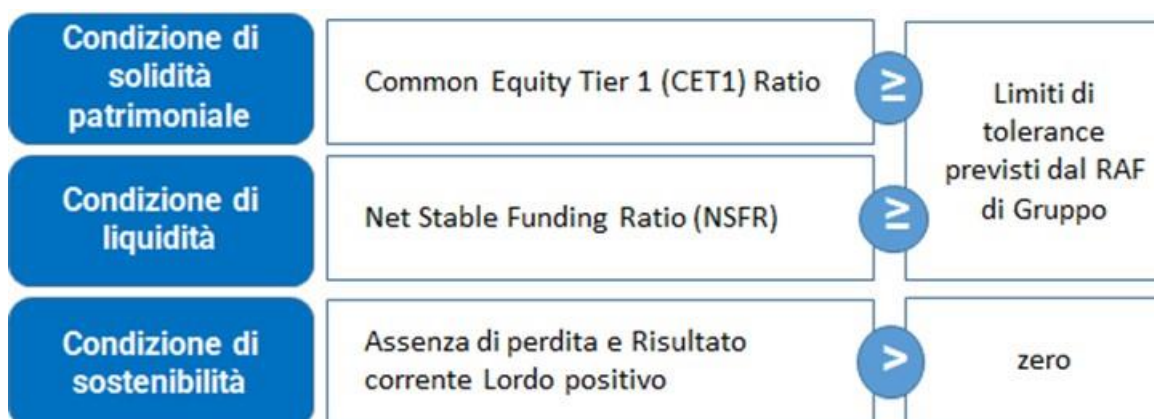 Condizione di
solidità
patrimoniale
Common Equity Tier 1 (CET1) Ratio
≥
Limiti di
tolerance
previsti dal RAF
di Gruppo
Condizione di
liquidità
Net Stable Funding Ratio (NSFR)
≥
Condizione di
sostenibilità
Assenza di perdita e Risultato
corrente Lordo positivo
>
zero